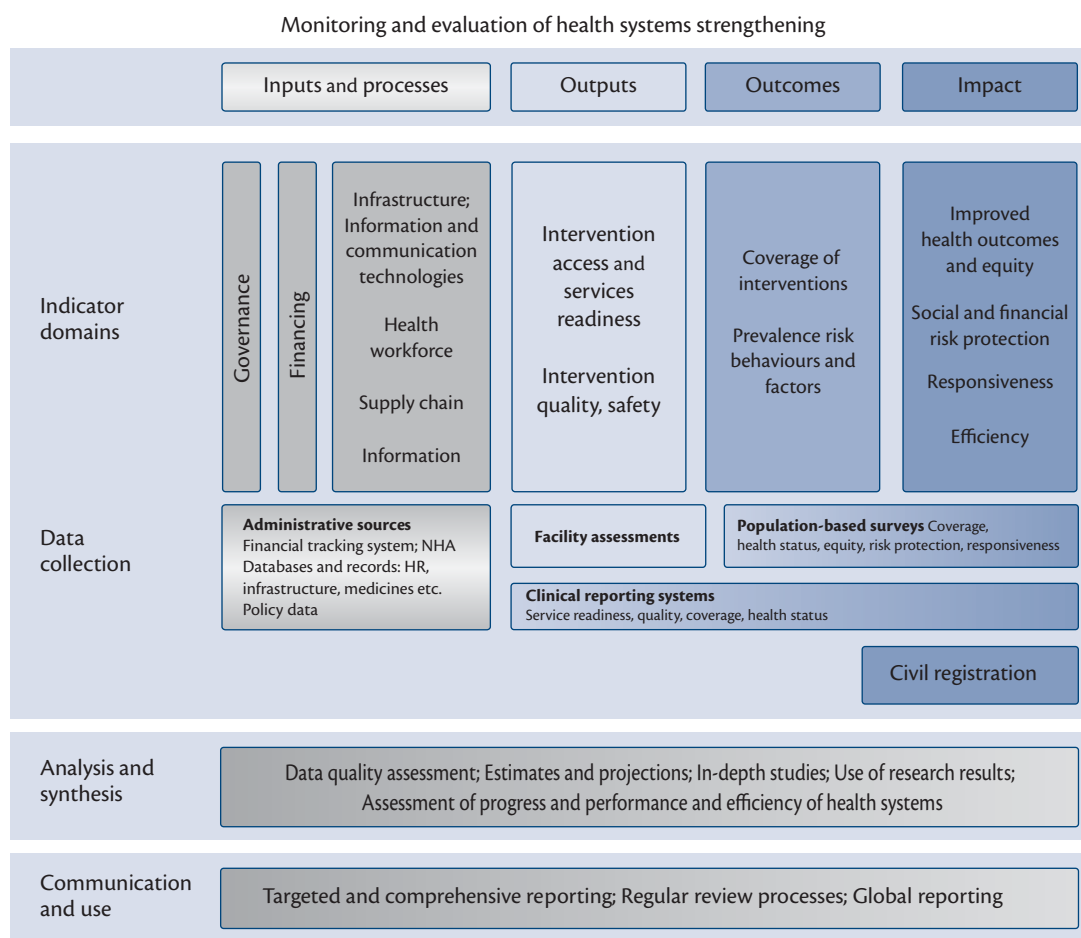 Monitoring and evaluation of health systems strengthening
Inputs and processes
Outputs
Outcomes
Impact
Indicator
domains
Governance
Financing
Infrastructure;
Information and
communication
technologies
Health
workforce
Supply chain
Information
Intervention
access and
services
readiness
Intervention
quality, safety
Coverage of
interventions
Prevalence risk
behaviours and
factors
Improved
health outcomes
and equity
Social and financial
risk protection
Responsiveness
Efficiency
Data
collection
Administrative sources
Financial tracking system; NHA
Databases and records: HR,
infrastructure, medicines etc.
Policy data
Facility assessments
Population-based surveys Coverage,
health status, equity, risk protection, responsiveness
Clinical reporting systems
Service readiness, quality, coverage, health status
Civil registration
Analysis and
synthesis
Data quality assessment; Estimates and projections; In-depth studies; Use of research results;
Assessment of progress and performance and efficiency of health systems
Communication
and use
Targeted and comprehensive reporting; Regular review processes; Global reporting